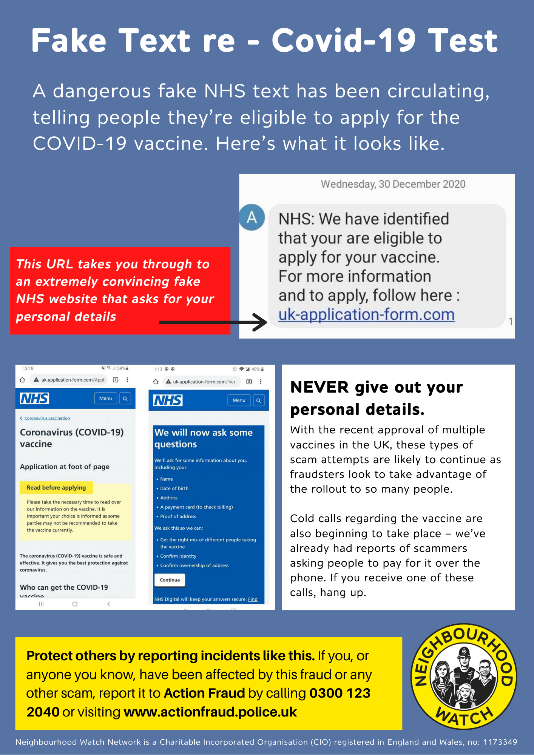 Fake Text re - Covid-19 Test
A dangerous fake NHS text has been circulating,
telling people they're eligible to apply for the
COVID-19 vaccine. Here's what it looks like.
Wednesday, 30 December 2020
A
NHS: We have identified
that your are eligible to
apply for your vaccine.
For more information
and to apply, follow here :
uk-application-form.com
1
This URL takes you through to
an extremely convincing fake
NHS website that asks for your
personal details
uk-application-form.com/Appl
NHS
Menu
< Coronavirus vaccination
Coronavirus (COVID-19)
vaccine
Application at foot of page
Read before applying
Please take the necessary time to read over
our information on the vaccine. It is
important your choice is informed as some
parties may not be recommended to take
the vaccine currently.
The coronavirus (COVID-19) vaccine is safe and
effective. It gives you the best protection against
coronavirus.
Who can get the COVID-19
vaccine
uk-application-form.com/ver
NHS
Menu
We will now ask some
questions
We'll ask for some information about you,
including your:
• Name
• Date of birth
• Address
• A payment card (to check billing)
• Proof of address
We ask this so we can:
• Get the right mix of different people taking
the vaccine
• Confirm identity
• Confirm ownership of address
Continue
NHS Digital will keep your answers secure. Find
NEVER give out your
personal details.
With the recent approval of multiple
vaccines in the UK, these types of
scam attempts are likely to continue as
fraudsters look to take advantage of
the rollout to so many people.
Cold calls regarding the vaccine are
also beginning to take place – we've
already had reports of scammers
asking people to pay for it over the
phone. If you receive one of these
calls, hang up.
Protect others by reporting incidents like this. If you, or
anyone you know, have been affected by this fraud or any
other scam, report it to Action Fraud by calling 0300 123
2040 or visiting www.actionfraud.police.uk
NEIGHBOURHOOD
WATCH
Neighbourhood Watch Network is a Charitable Incorporated Organisation (CIO) registered in England and Wales, no: 1173349